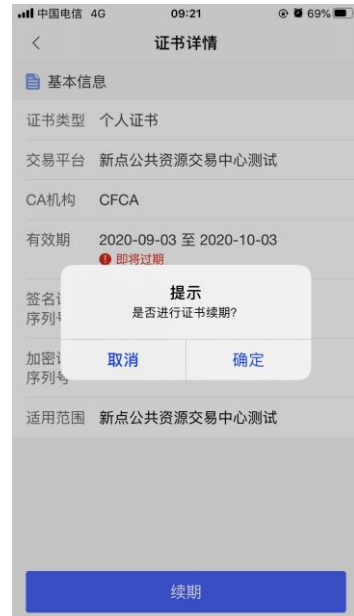 中国电信 4G 09:21 69%
证书详情
基本信息
证书类型 个人证书
交易平台 新点公共资源交易中心测试
CA机构 CFCA
有效期 2020-09-03 至 2020-10-03
即将过期
签名
序列
提示
是否进行证书续期?
取消 确定
加密
序列号
适用范围 新点公共资源交易中心测试
续期